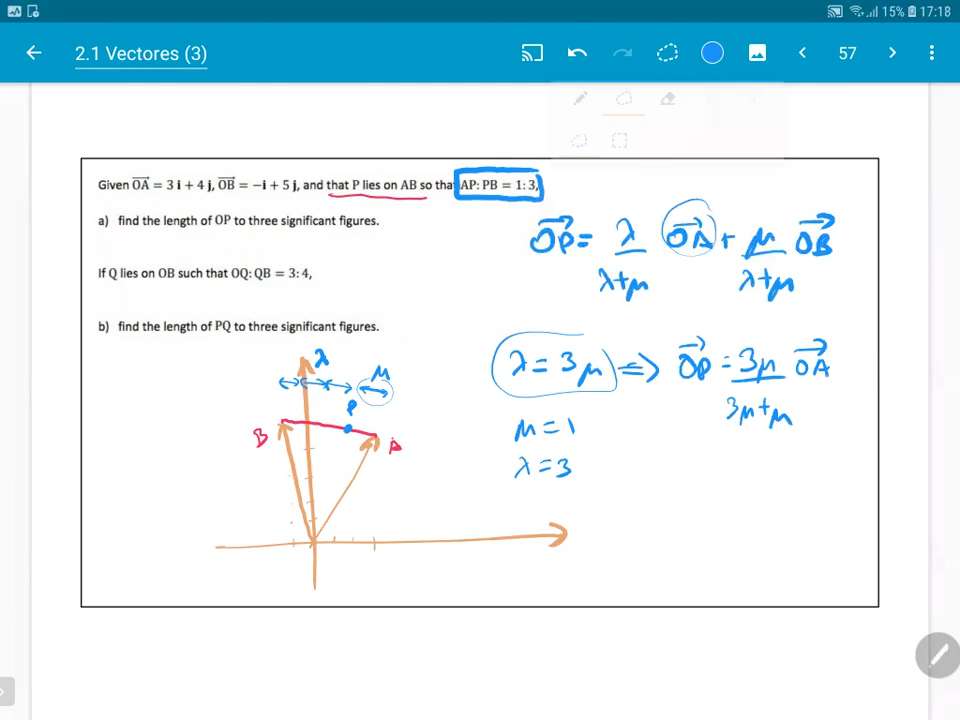 15% 17:18
2.1 Vectores (3)
57
Given OA = 3 i + 4 j, OB = −i + 5 j, and that P lies on AB so that AP: PB = 1: 3,
a) find the length of OP to three significant figures.
If Q lies on OB such that OQ: QB = 3: 4,
b) find the length of PQ to three significant figures.
OP = λ/(λ+μ) OA + μ/(λ+μ) OB
λ = 3μ ⟺ OP = 3μ/(3μ+μ) OA
μ = 1
λ = 3
λ
μ
P
B
A